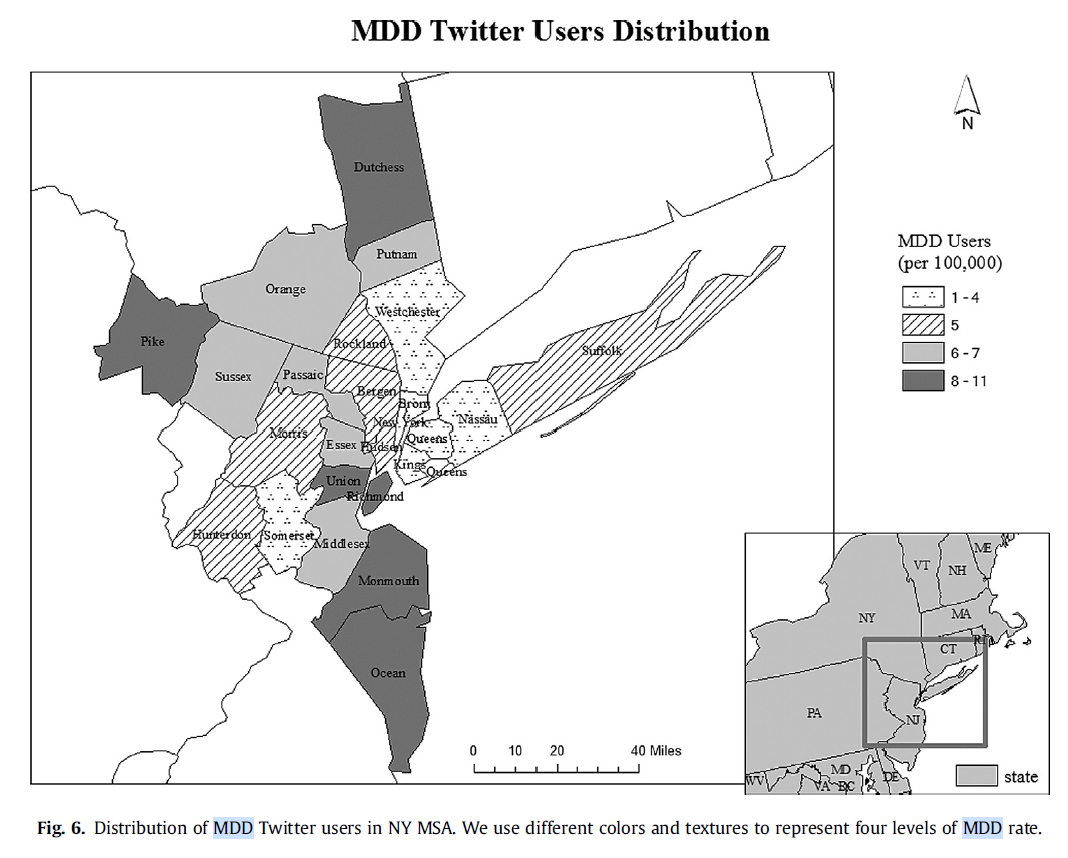 MDD Twitter Users Distribution
N
Dutchess
Putnam
Orange
Westchester
Pike
Rockland
Suffolk
Sussex
Passaic
Bergen
Bronx
Nassau
New York
Morris
Queens
Essex
Hudson
Kings
Queens
Union
Richmond
Hunterdon
Somerset
Middlesex
Monmouth
Ocean
MDD Users
(per 100,000)
1 - 4
5
6 - 7
8 - 11
0 10 20 40 Miles
ME
VT
NH
NY
MA
CT
RI
PA
NJ
MD
WV
VA
DC
DE
state
Fig. 6. Distribution of MDD Twitter users in NY MSA. We use different colors and textures to represent four levels of MDD rate.